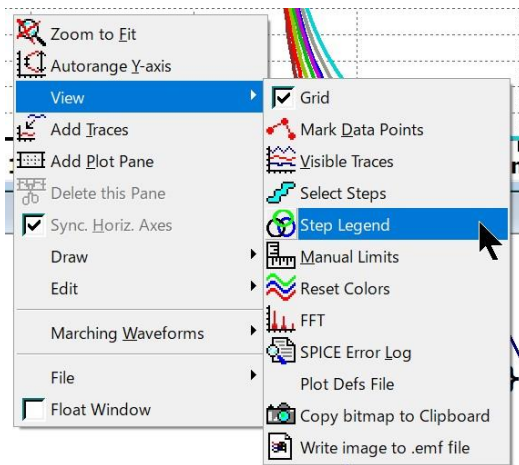 Zoom to Fit
Autorange Y-axis
View
Add Traces
Add Plot Pane
Delete this Pane
Sync. Horiz. Axes
Draw
Edit
Marching Waveforms
File
Float Window
Grid
Mark Data Points
Visible Traces
Select Steps
Step Legend
Manual Limits
Reset Colors
FFT
SPICE Error Log
Plot Defs File
Copy bitmap to Clipboard
Write image to .emf file